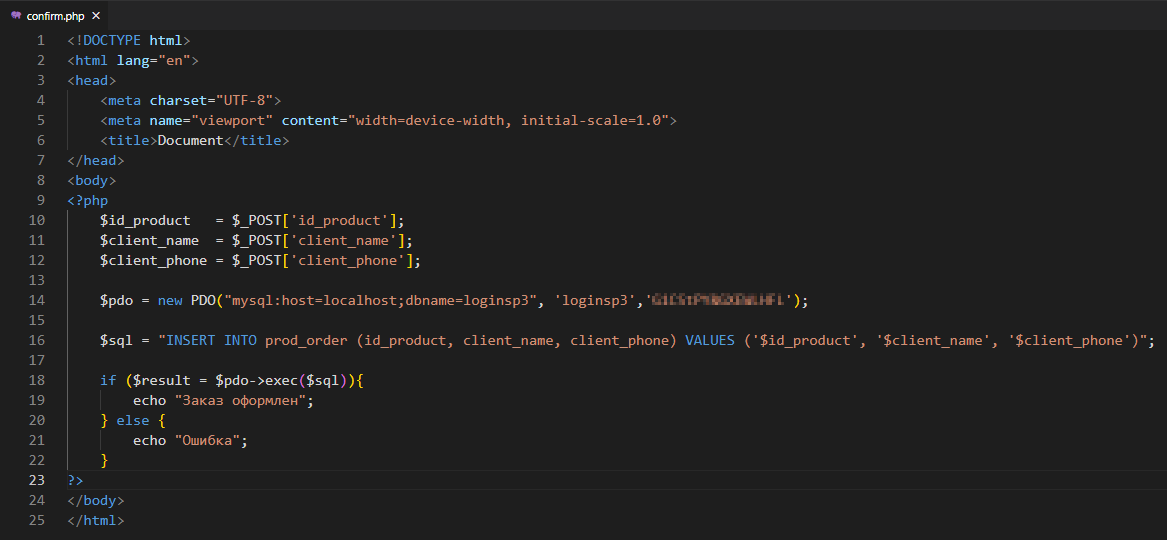 confirm.php
1 <!DOCTYPE html>
2 <html lang="en">
3 <head>
4     <meta charset="UTF-8">
5     <meta name="viewport" content="width=device-width, initial-scale=1.0">
6     <title>Document</title>
7 </head>
8 <body>
9 <?php
10     $id_product   = $_POST['id_product'];
11     $client_name  = $_POST['client_name'];
12     $client_phone = $_POST['client_phone'];
13
14     $pdo = new PDO("mysql:host=localhost;dbname=loginsp3", 'loginsp3','');
15
16     $sql = "INSERT INTO prod_order (id_product, client_name, client_phone) VALUES ('$id_product', '$client_name', '$client_phone')";
17
18     if ($result = $pdo->exec($sql)){
19         echo "Заказ оформлен";
20     } else {
21         echo "Ошибка";
22     }
23 ?>
24 </body>
25 </html>